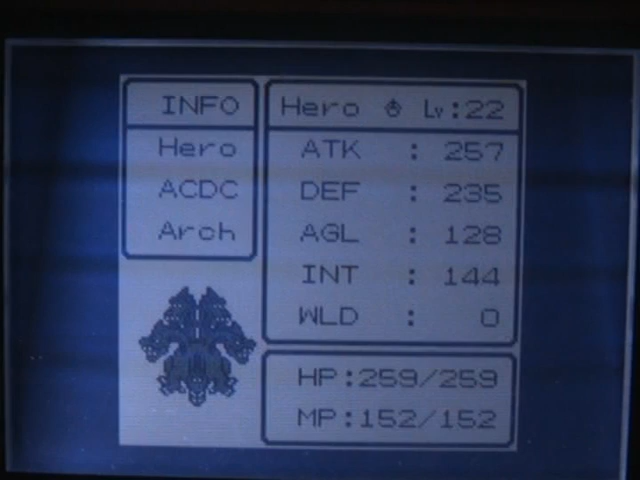 INFO
Hero
ACDC
Arch
Hero ♁ Lv:22
ATK : 257
DEF : 235
AGL : 128
INT : 144
WLD : 0
HP:259/259
MP:152/152